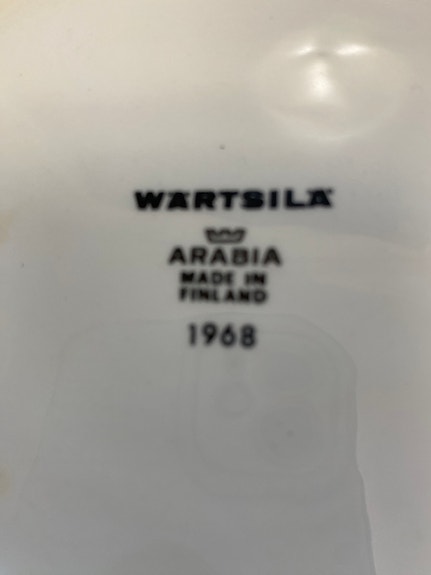 WÄRTSILÄ
ARABIA
MADE IN
FINLAND
1968